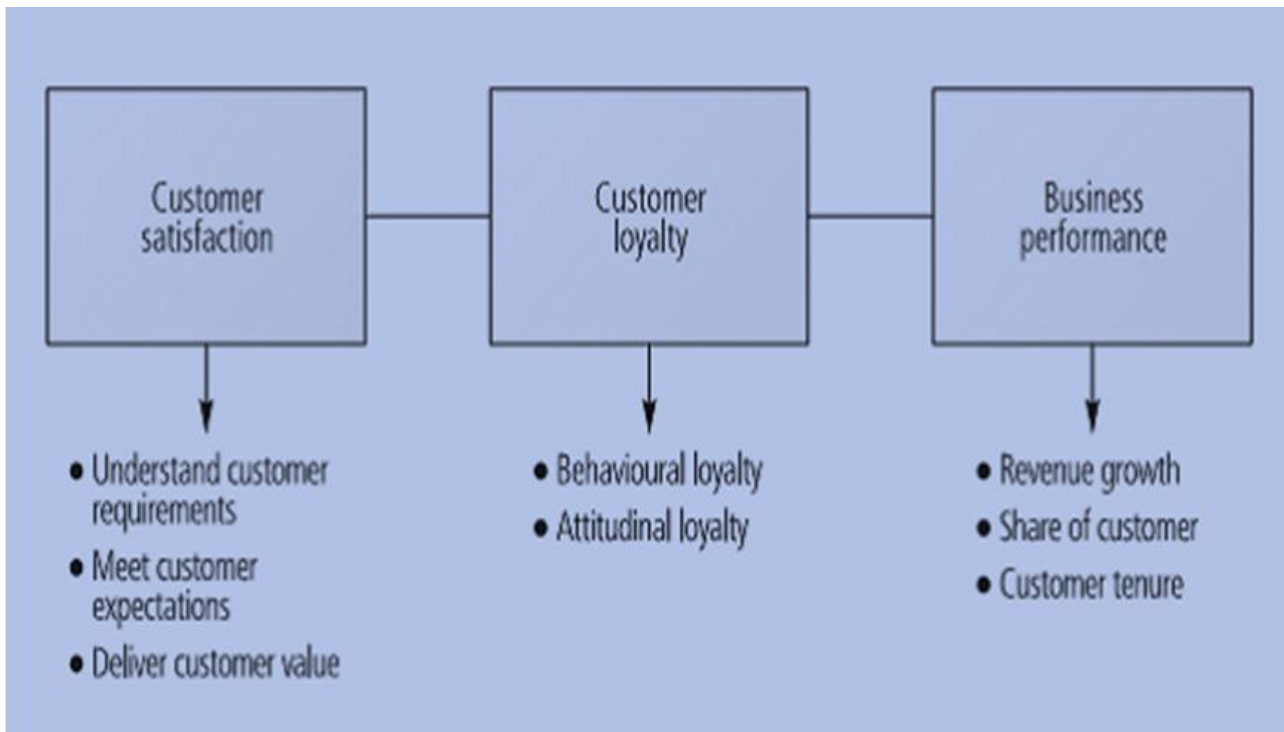 Customer
satisfaction
Customer
loyalty
Business
performance
● Understand customer
requirements
● Meet customer
expectations
● Deliver customer value
● Behavioural loyalty
● Attitudinal loyalty
● Revenue growth
● Share of customer
● Customer tenure